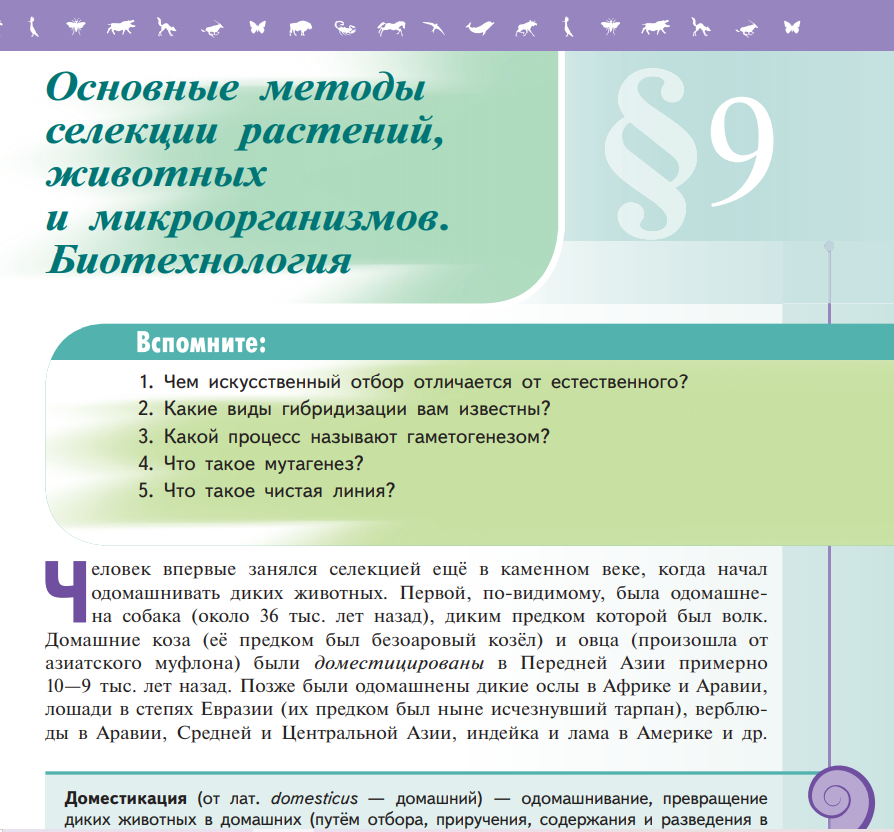 Основные методы
селекции растений,
животных
и микроорганизмов.
Биотехнология
§ 9
Вспомните:
1. Чем искусственный отбор отличается от естественного?
2. Какие виды гибридизации вам известны?
3. Какой процесс называют гаметогенезом?
4. Что такое мутагенез?
5. Что такое чистая линия?
Человек впервые занялся селекцией ещё в каменном веке, когда начал
одомашнивать диких животных. Первой, по-видимому, была одомашне-
на собака (около 36 тыс. лет назад), диким предком которой был волк.
Домашние коза (её предком был безоаровый козёл) и овца (произошла от
азиатского муфлона) были доместицированы в Передней Азии примерно
10—9 тыс. лет назад. Позже были одомашнены дикие ослы в Африке и Аравии,
лошади в степях Евразии (их предком был ныне исчезнувший тарпан), верблю-
ды в Аравии, Средней и Центральной Азии, индейка и лама в Америке и др.
Доместикация (от лат. domesticus — домашний) — одомашнивание, превращение
диких животных в домашних (путём отбора, приручения, содержания и разведения в